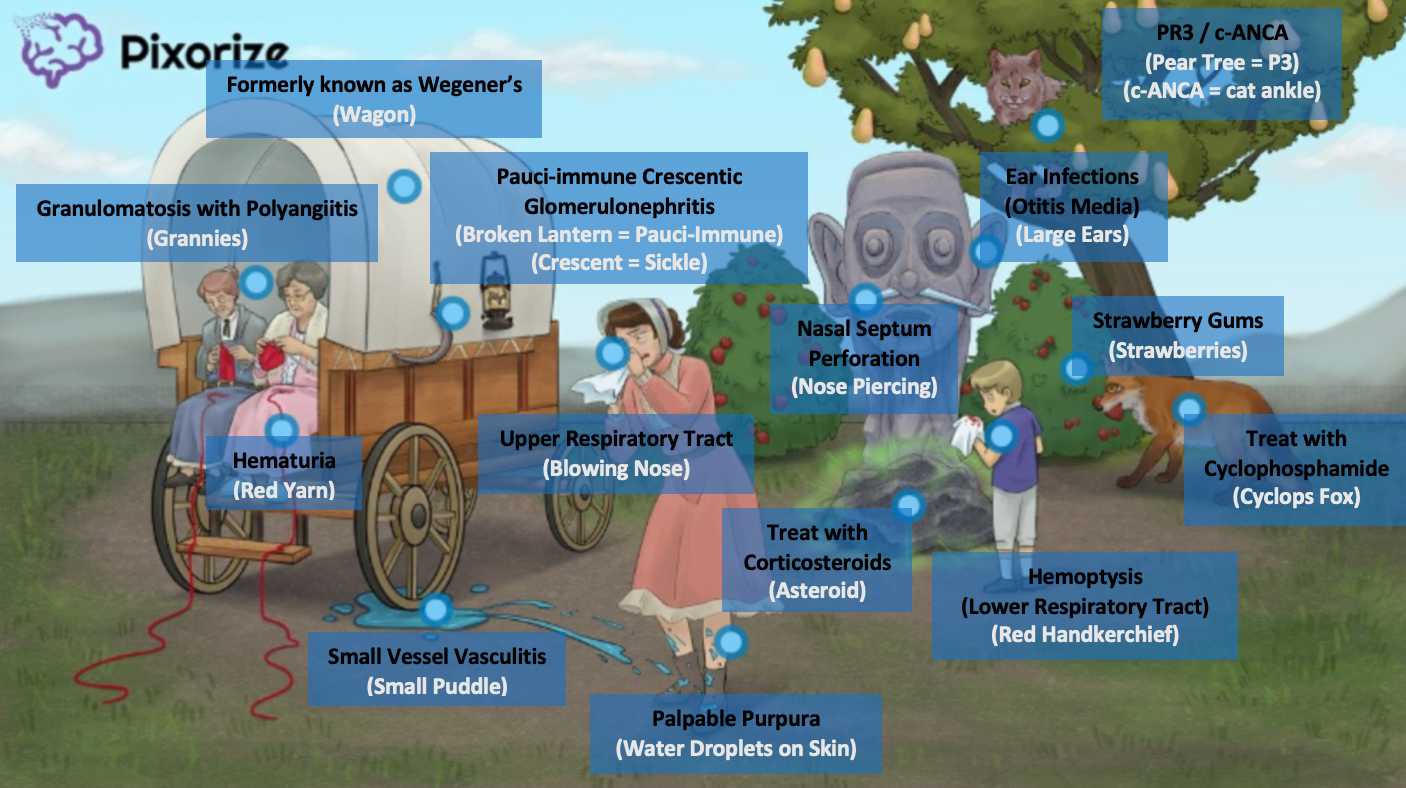 Pixorize
Formerly known as Wegener's
(Wagon)
PR3 / c-ANCA
(Pear Tree = P3)
(c-ANCA = cat ankle)
Granulomatosis with Polyangiitis
(Grannies)
Pauci-immune Crescentic
Glomerulonephritis
(Broken Lantern = Pauci-Immune)
(Crescent = Sickle)
Ear Infections
(Otitis Media)
(Large Ears)
Nasal Septum
Perforation
(Nose Piercing)
Strawberry Gums
(Strawberries)
Hematuria
(Red Yarn)
Upper Respiratory Tract
(Blowing Nose)
Treat with
Cyclophosphamide
(Cyclops Fox)
Treat with
Corticosteroids
(Asteroid)
Hemoptysis
(Lower Respiratory Tract)
(Red Handkerchief)
Small Vessel Vasculitis
(Small Puddle)
Palpable Purpura
(Water Droplets on Skin)